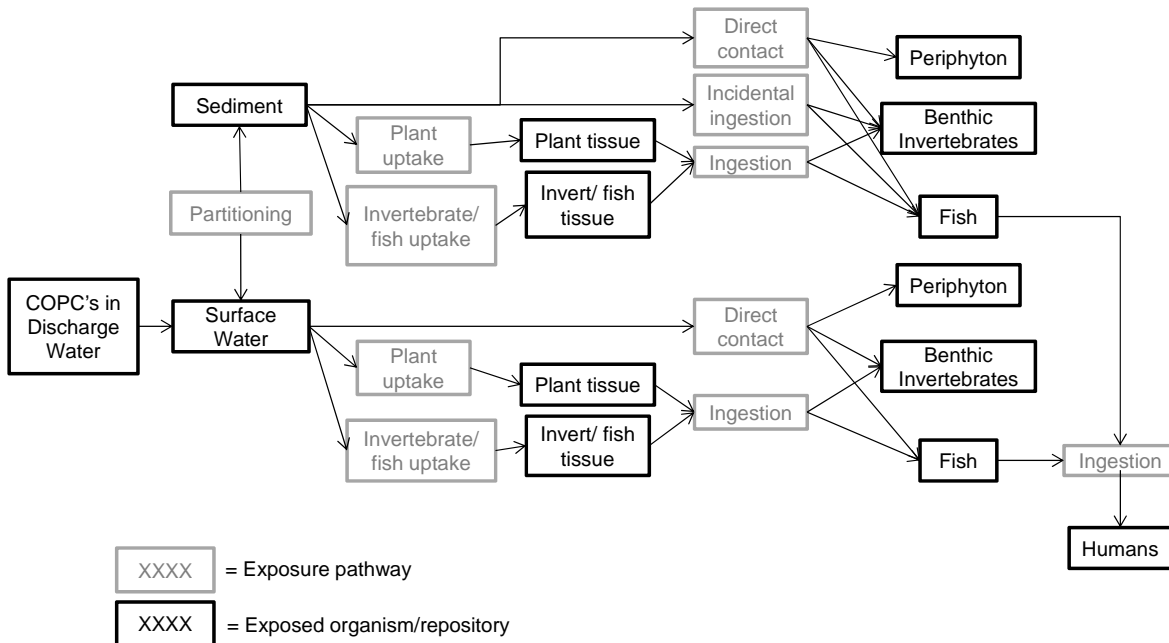 Direct
contact
Periphyton
Sediment
Incidental
ingestion
Benthic
Invertebrates
Plant
uptake
Plant tissue
Ingestion
Partitioning
Invertebrate/
fish uptake
Invert/ fish
tissue
Fish
COPC's in
Discharge
Water
Surface
Water
Periphyton
Direct
contact
Plant
uptake
Plant tissue
Benthic
Invertebrates
Invertebrate/
fish uptake
Invert/ fish
tissue
Ingestion
Fish
Ingestion
Humans
XXXX
= Exposure pathway
XXXX
= Exposed organism/repository